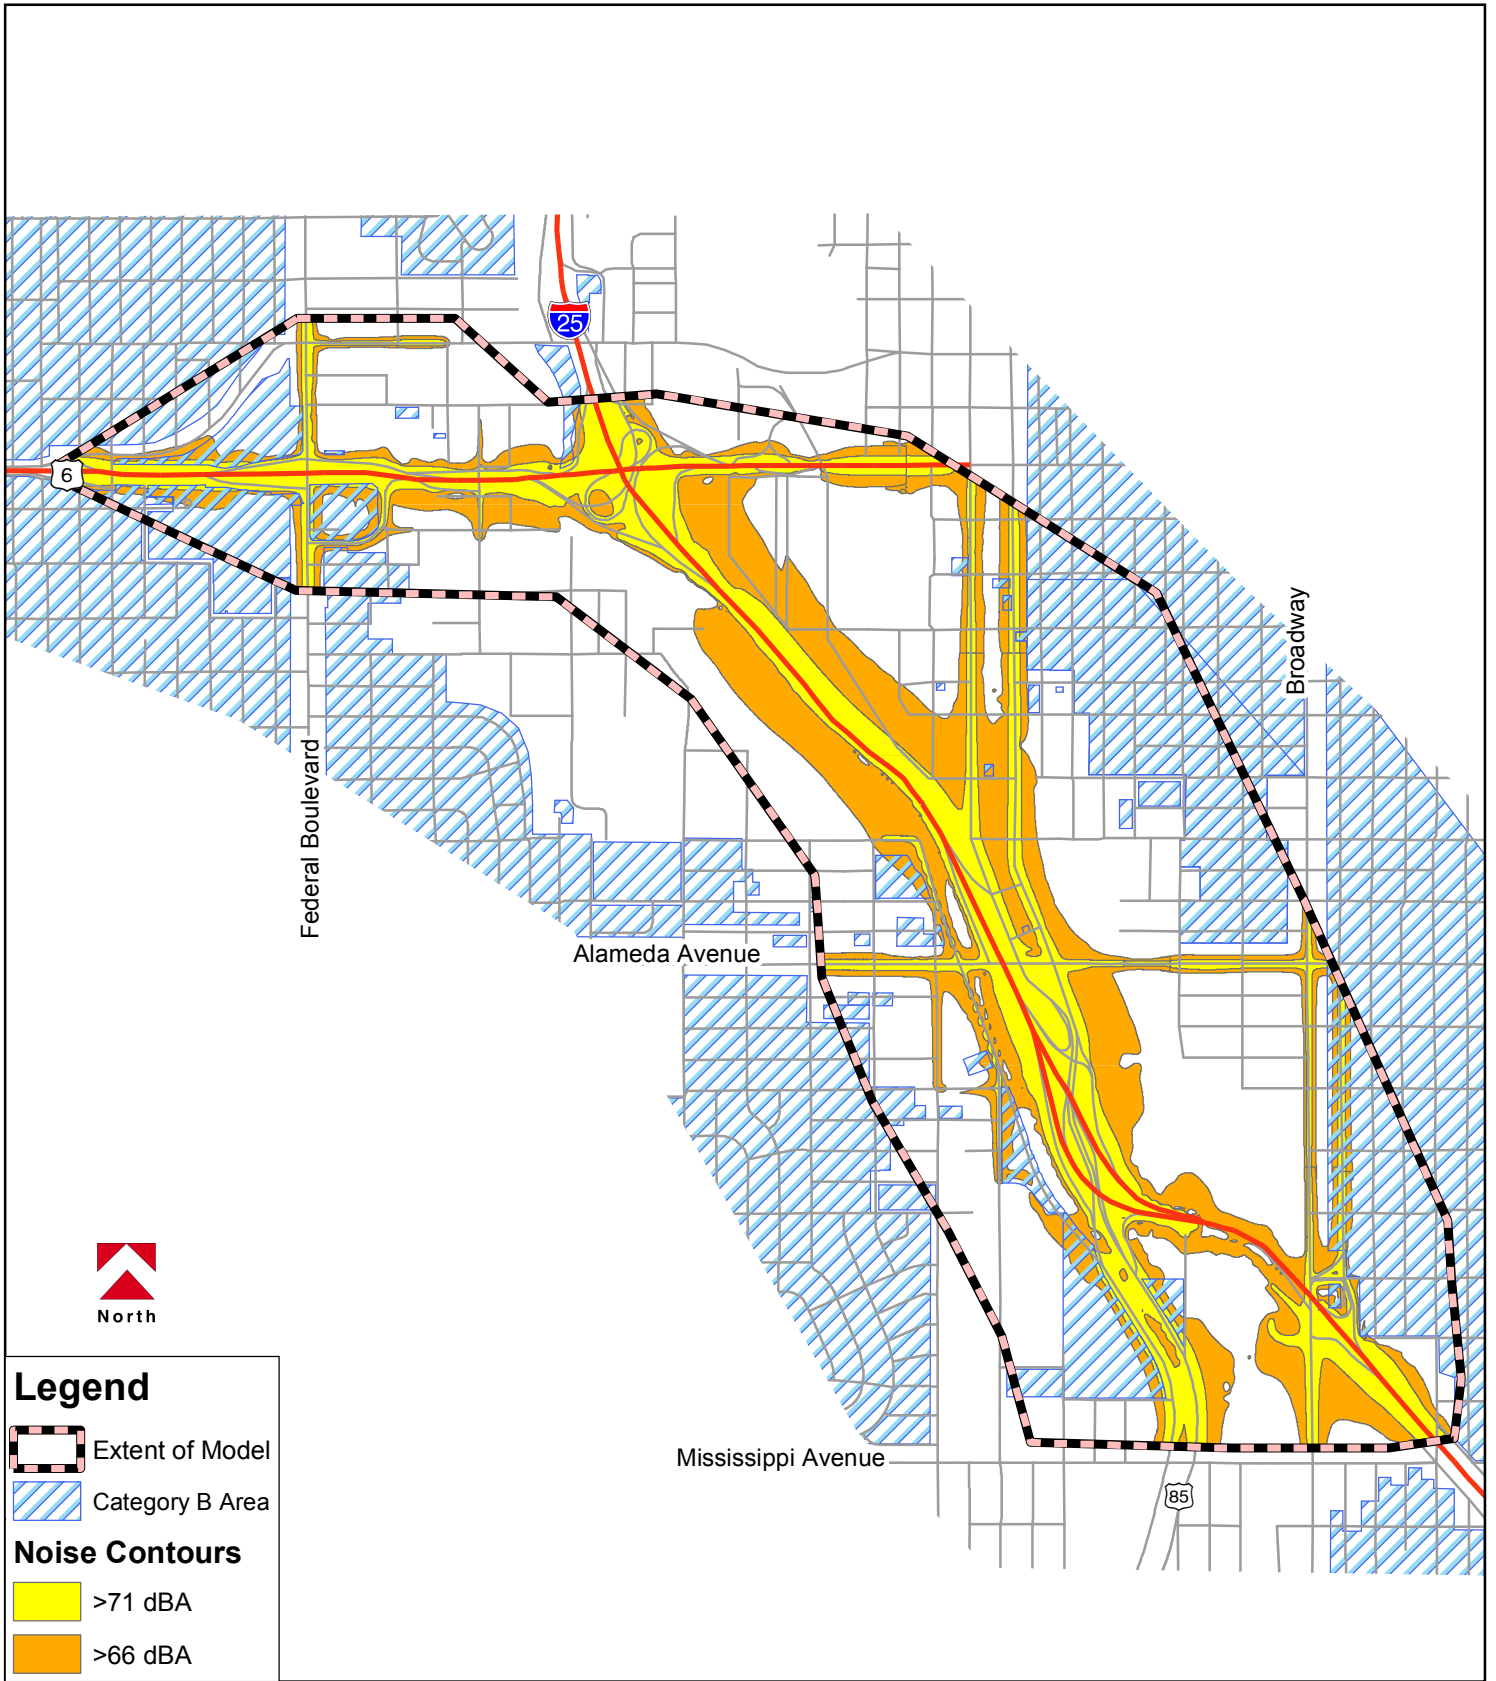 25
6
Broadway
Federal Boulevard
Alameda Avenue
North
Mississippi Avenue
85
Legend
Extent of Model
Category B Area
Noise Contours
>71 dBA
>66 dBA